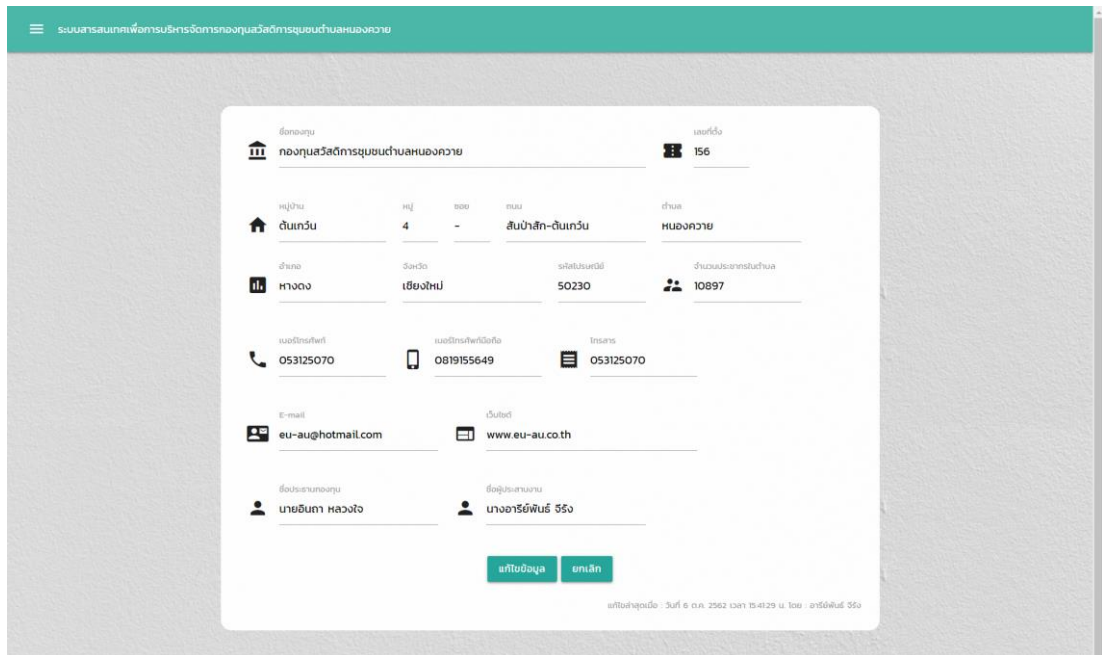 ระบบสารสนเทศเพื่อการบริหารจัดการกองทุนสวัสดิการชุมชนตำบลหนองควาย
ชื่อกองทุน เลขที่ตั้ง
กองทุนสวัสดิการชุมชนตำบลหนองควาย 156
หมู่บ้าน หมู่ ซอย ถนน ตำบล
ต้นเกว๋น 4 - สันป่าสัก-ต้นเกว๋น หนองควาย
อำเภอ จังหวัด รหัสไปรษณีย์ จำนวนประชากรในตำบล
หางดง เชียงใหม่ 50230 10897
เบอร์โทรศัพท์ เบอร์โทรศัพท์มือถือ โทรสาร
053125070 0819155649 053125070
E-mail เว็บไซต์
eu-au@hotmail.com www.eu-au.co.th
ชื่อประธานกองทุน ชื่อผู้ประสานงาน
นายอินถา หลวงใจ นางอารีย์พันธ์ จีรัง
แก้ไขข้อมูล ยกเลิก
แก้ไขล่าสุดเมื่อ : วันที่ 6 ต.ค. 2562 เวลา 15:41:29 น. โดย : อารีย์พันธ์ จีรัง